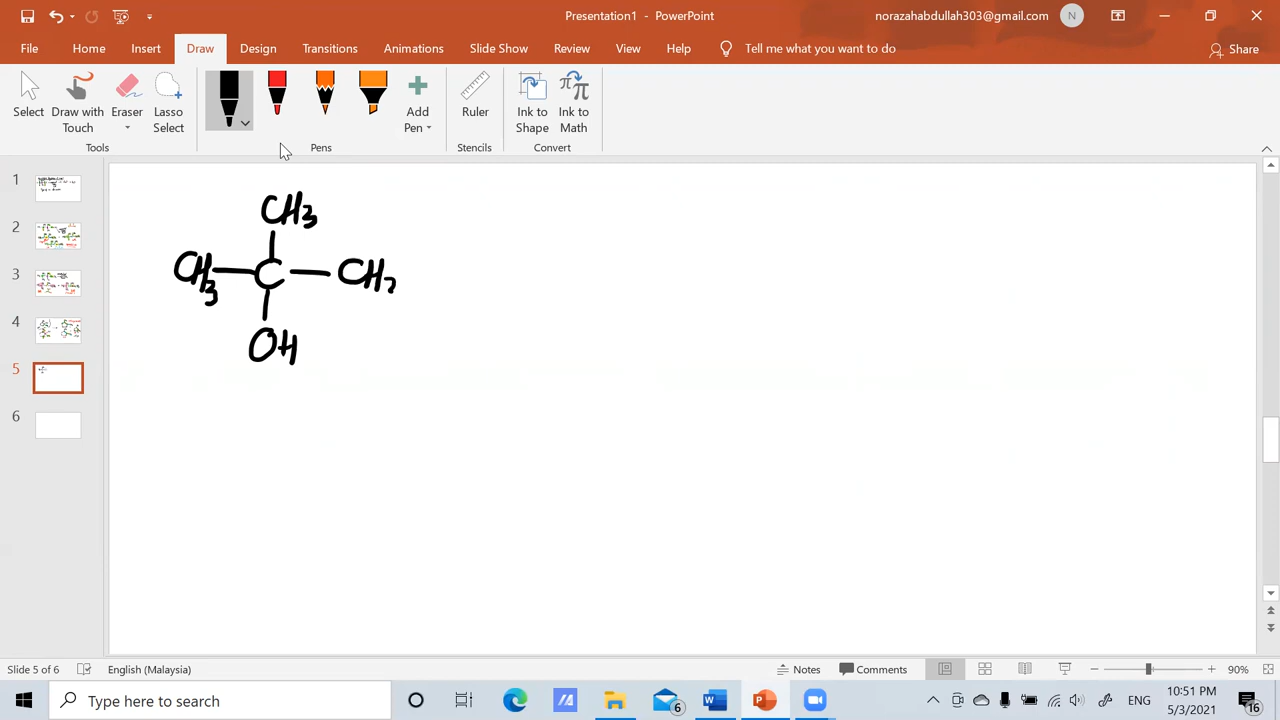 Presentation1 - PowerPoint
norazahabdullah303@gmail.com N
File Home Insert Draw Design Transitions Animations Slide Show Review View Help Tell me what you want to do Share
Select
Draw with Touch
Eraser
Lasso Select
Add Pen
Ruler
Ink to Shape
Ink to Math
Tools Pens Stencils Convert
1
2
3
4
5
6
CH3
CH3 C CH3
OH
Slide 5 of 6 English (Malaysia) Notes Comments 90%
Type here to search
6
ENG
10:51 PM
5/3/2021
16